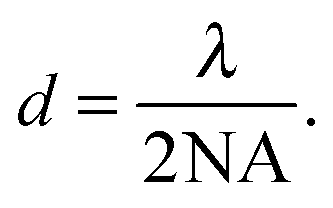 d = λ / 2NA.